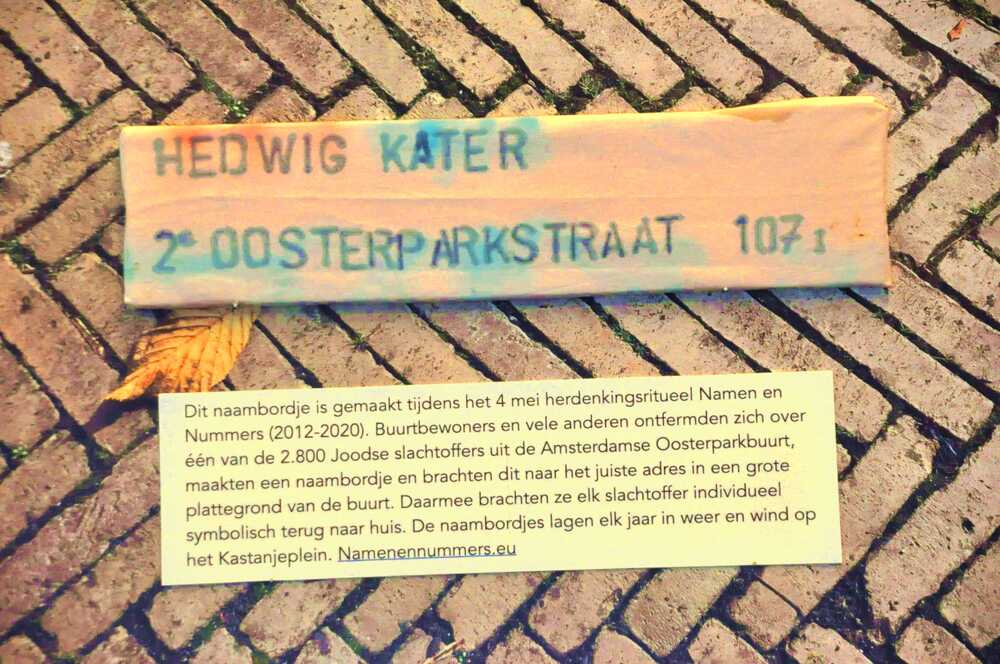 HEDWIG KATER
2e OOSTERPARKSTRAAT 107 I
Dit naambordje is gemaakt tijdens het 4 mei herdenkingsritueel Namen en
Nummers (2012-2020). Buurtbewoners en vele anderen ontfermden zich over
één van de 2.800 Joodse slachtoffers uit de Amsterdamse Oosterparkbuurt,
maakten een naambordje en brachten dit naar het juiste adres in een grote
plattegrond van de buurt. Daarmee brachten ze elk slachtoffer individueel
symbolisch terug naar huis. De naambordjes lagen elk jaar in weer en wind op
het Kastanjeplein. Namenennummers.eu